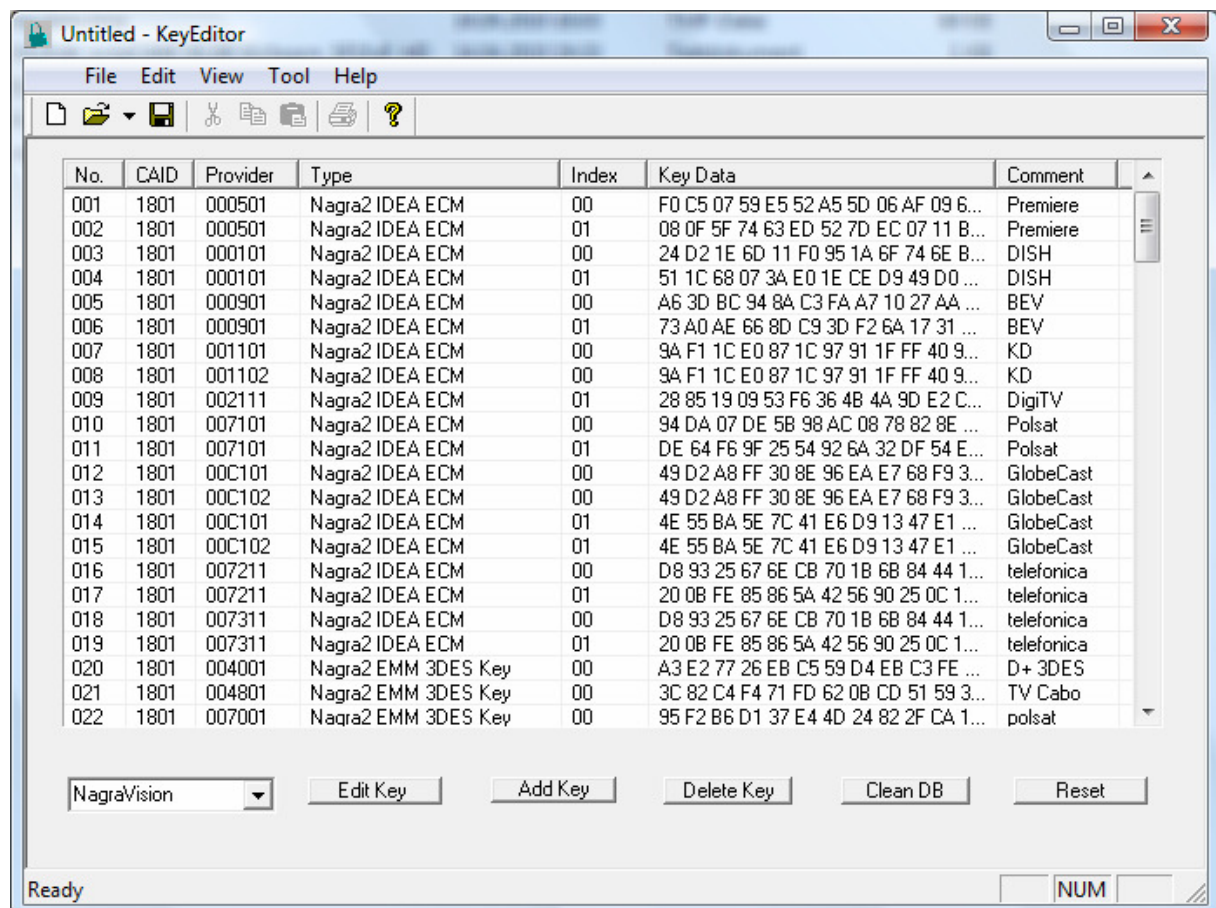 Untitled - KeyEditor
File Edit View Tool Help
No. CAID Provider Type Index Key Data Comment
001 1801 000501 Nagra2 IDEA ECM 00 F0 C5 07 59 E5 52 A5 5D 06 AF 09 6... Premiere
002 1801 000501 Nagra2 IDEA ECM 01 08 0F 5F 74 63 ED 52 7D EC 07 11 B... Premiere
003 1801 000101 Nagra2 IDEA ECM 00 24 D2 1E 6D 11 F0 95 1A 6F 74 6E B... DISH
004 1801 000101 Nagra2 IDEA ECM 01 51 1C 68 07 3A E0 1E CE D9 49 D0 ... DISH
005 1801 000901 Nagra2 IDEA ECM 00 A6 3D BC 94 8A C3 FA A7 10 27 AA ... BEV
006 1801 000901 Nagra2 IDEA ECM 01 73 A0 AE 66 8D C9 3D F2 6A 17 31 ... BEV
007 1801 001101 Nagra2 IDEA ECM 00 9A F1 1C E0 87 1C 97 91 1F FF 40 9... KD
008 1801 001102 Nagra2 IDEA ECM 00 9A F1 1C E0 87 1C 97 91 1F FF 40 9... KD
009 1801 002111 Nagra2 IDEA ECM 01 28 85 19 09 53 F6 36 4B 4A 9D E2 C... DigiTV
010 1801 007101 Nagra2 IDEA ECM 00 94 DA 07 DE 5B 98 AC 08 78 82 8E ... Polsat
011 1801 007101 Nagra2 IDEA ECM 01 DE 64 F6 9F 25 54 92 6A 32 DF 54 E... Polsat
012 1801 00C101 Nagra2 IDEA ECM 00 49 D2 A8 FF 30 8E 96 EA E7 68 F9 3... GlobeCast
013 1801 00C102 Nagra2 IDEA ECM 00 49 D2 A8 FF 30 8E 96 EA E7 68 F9 3... GlobeCast
014 1801 00C101 Nagra2 IDEA ECM 01 4E 55 BA 5E 7C 41 E6 D9 13 47 E1 ... GlobeCast
015 1801 00C102 Nagra2 IDEA ECM 01 4E 55 BA 5E 7C 41 E6 D9 13 47 E1 ... GlobeCast
016 1801 007211 Nagra2 IDEA ECM 00 D8 93 25 67 6E CB 70 1B 6B 84 44 1... telefonica
017 1801 007211 Nagra2 IDEA ECM 01 20 0B FE 85 86 5A 42 56 90 25 0C 1... telefonica
018 1801 007311 Nagra2 IDEA ECM 00 D8 93 25 67 6E CB 70 1B 6B 84 44 1... telefonica
019 1801 007311 Nagra2 IDEA ECM 01 20 0B FE 85 86 5A 42 56 90 25 0C 1... telefonica
020 1801 004001 Nagra2 EMM 3DES Key 00 A3 E2 77 26 EB C5 59 D4 EB C3 FE ... D+ 3DES
021 1801 004801 Nagra2 EMM 3DES Key 00 3C 82 C4 F4 71 FD 62 0B CD 51 59 3... TV Cabo
022 1801 007001 Nagra2 EMM 3DES Key 00 95 F2 B6 D1 37 E4 4D 24 82 2F CA 1... polsat
NagraVision Edit Key Add Key Delete Key Clean DB Reset
Ready NUM